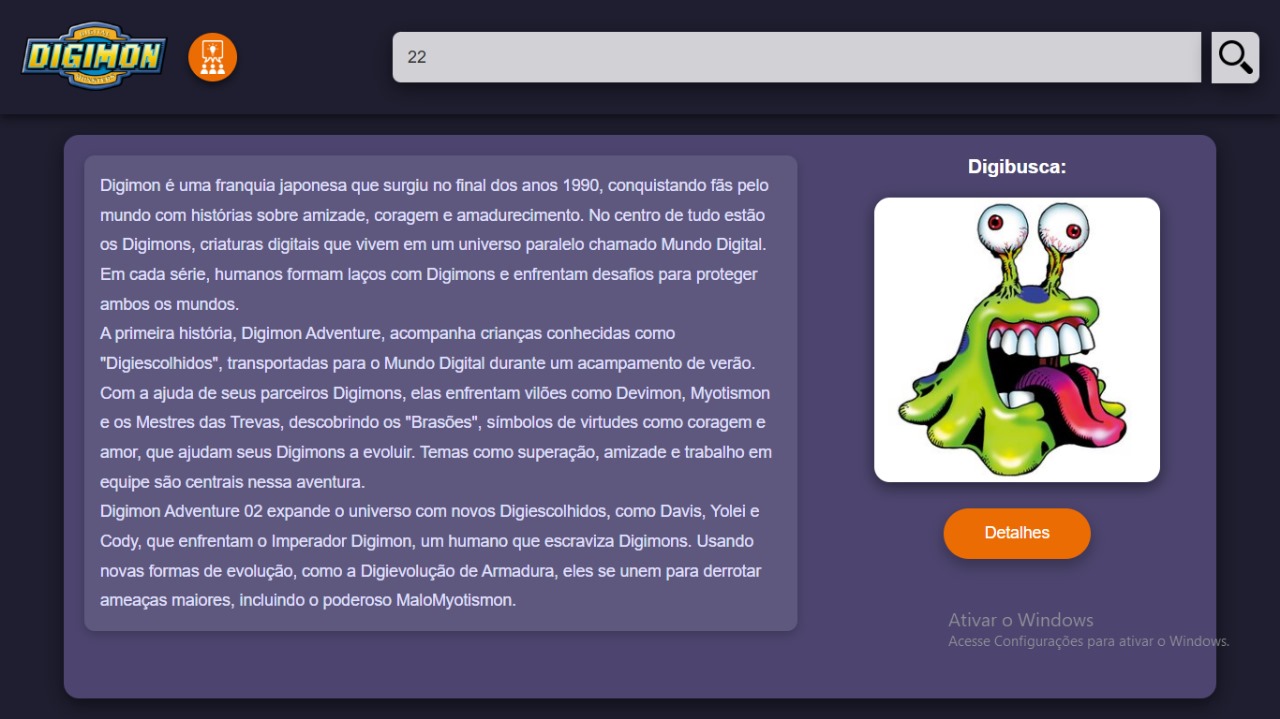 DIGIMON
22
Digimon é uma franquia japonesa que surgiu no final dos anos 1990, conquistando fãs pelo
mundo com histórias sobre amizade, coragem e amadurecimento. No centro de tudo estão
os Digimons, criaturas digitais que vivem em um universo paralelo chamado Mundo Digital.
Em cada série, humanos formam laços com Digimons e enfrentam desafios para proteger
ambos os mundos.
A primeira história, Digimon Adventure, acompanha crianças conhecidas como
"Digiescolhidos", transportadas para o Mundo Digital durante um acampamento de verão.
Com a ajuda de seus parceiros Digimons, elas enfrentam vilões como Devimon, Myotismon
e os Mestres das Trevas, descobrindo os "Brasões", símbolos de virtudes como coragem e
amor, que ajudam seus Digimons a evoluir. Temas como superação, amizade e trabalho em
equipe são centrais nessa aventura.
Digimon Adventure 02 expande o universo com novos Digiescolhidos, como Davis, Yolei e
Cody, que enfrentam o Imperador Digimon, um humano que escraviza Digimons. Usando
novas formas de evolução, como a Digievolução de Armadura, eles se unem para derrotar
ameaças maiores, incluindo o poderoso MaloMyotismon.
Digibusca:
Detalhes
Ativar o Windows
Acesse Configurações para ativar o Windows.